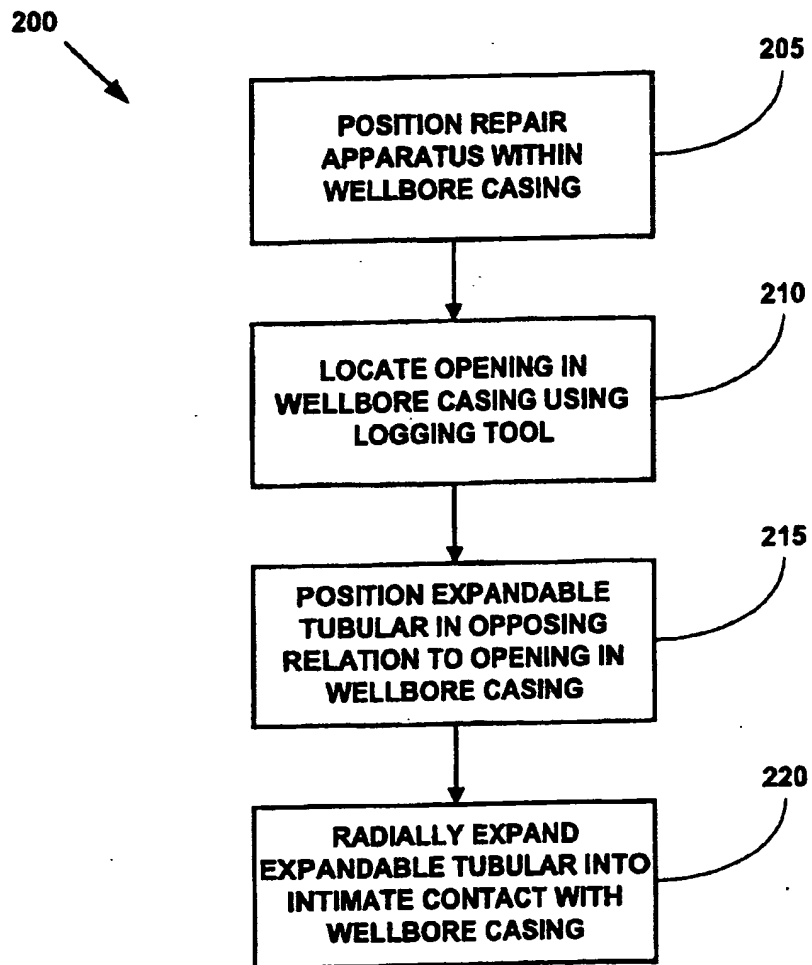 200
205
POSITION REPAIR
APPARATUS WITHIN
WELLBORE CASING
210
LOCATE OPENING IN
WELLBORE CASING USING
LOGGING TOOL
215
POSITION EXPANDABLE
TUBULAR IN OPPOSING
RELATION TO OPENING IN
WELLBORE CASING
220
RADIALLY EXPAND
EXPANDABLE TUBULAR INTO
INTIMATE CONTACT WITH
WELLBORE CASING